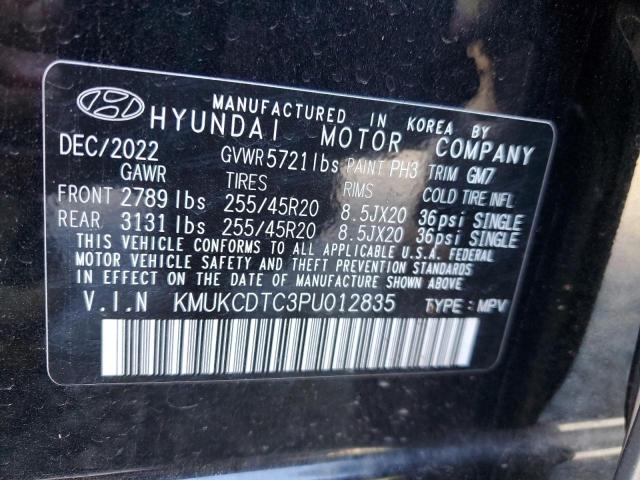 MANUFACTURED IN KOREA BY
HYUNDAI MOTOR COMPANY
DEC/2022 GVWR 5721lbs PAINT PH3 TRIM GM7
GAWR TIRES RIMS COLD TIRE INFL
FRONT 2789 lbs 255/45R20 8.5JX20 36psi SINGLE
REAR 3131 lbs 255/45R20 8.5JX20 36psi SINGLE
THIS VEHICLE CONFORMS TO ALL APPLICABLE U.S.A. FEDERAL
MOTOR VEHICLE SAFETY AND THEFT PREVENTION STANDARDS
IN EFFECT ON THE DATE OF MANUFACTURE SHOWN ABOVE.
V.I.N KMUKCDTC3PU012835 TYPE: MPV